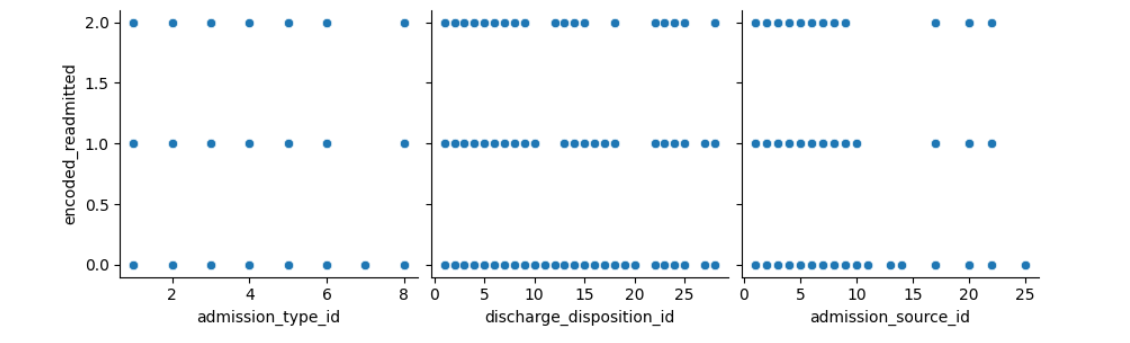 2.0
1.5
1.0
0.5
0.0
encoded_readmitted
2 4 6 8
0 5 10 15 20 25
0 5 10 15 20 25
admission_type_id
discharge_disposition_id
admission_source_id